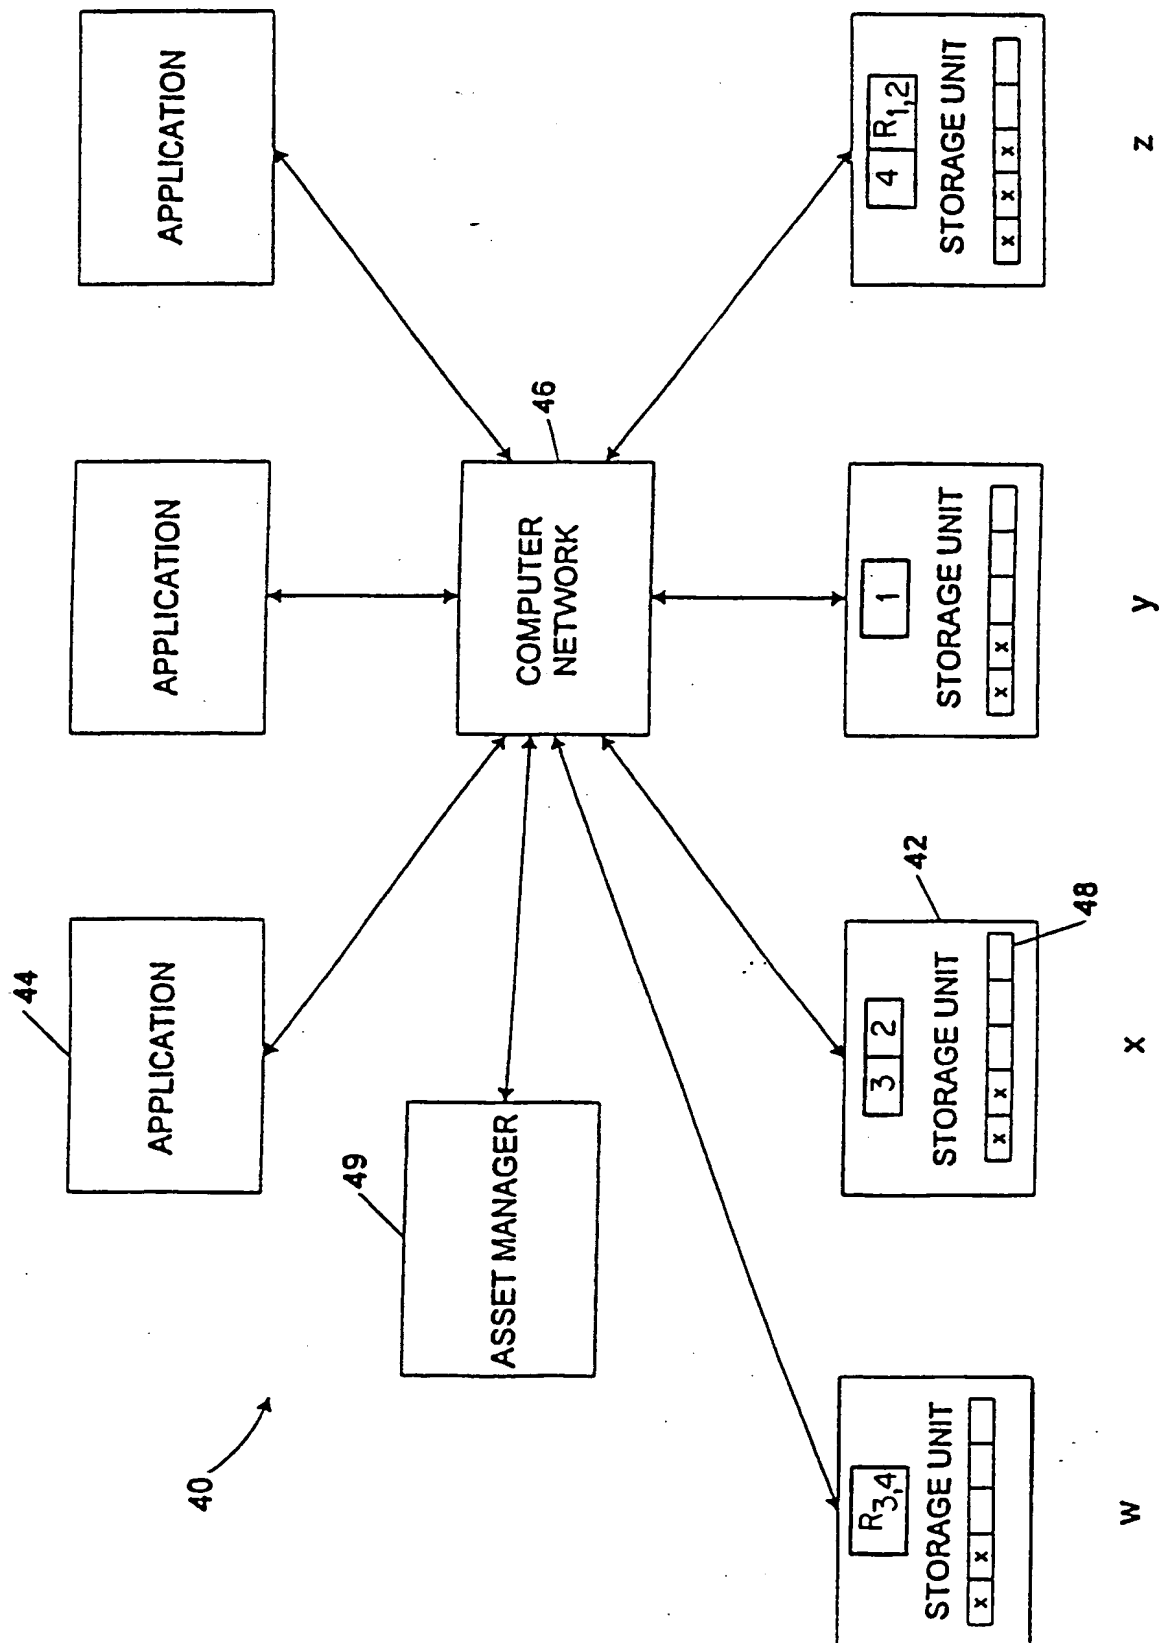 44
APPLICATION
APPLICATION
APPLICATION
40
49
ASSET MANAGER
46
COMPUTER
NETWORK
R3,4
STORAGE UNIT
x x
w
42
3 2
STORAGE UNIT
x x
48
x
1
STORAGE UNIT
x x
y
4 R1,2
STORAGE UNIT
x x x
z